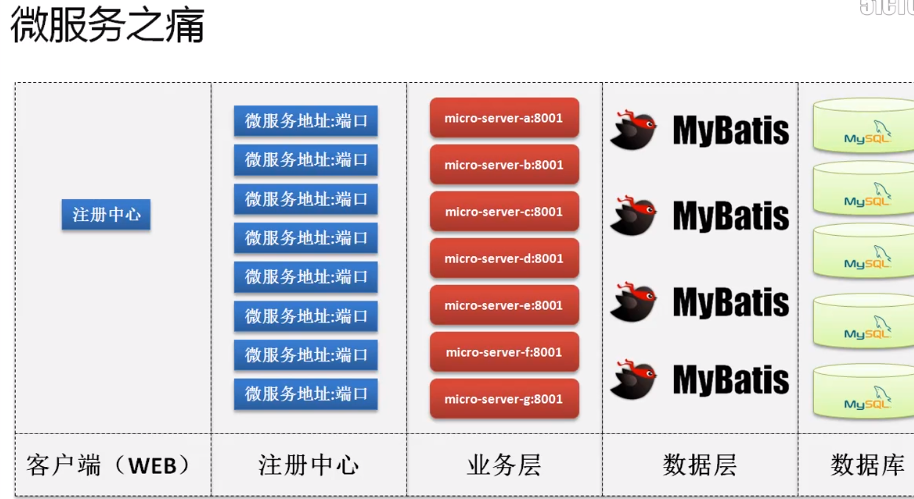 微服务之痛
注册中心
微服务地址:端口
微服务地址:端口
微服务地址:端口
微服务地址:端口
微服务地址:端口
微服务地址:端口
微服务地址:端口
微服务地址:端口
micro-server-a:8001
micro-server-b:8001
micro-server-c:8001
micro-server-d:8001
micro-server-e:8001
micro-server-f:8001
micro-server-g:8001
MyBatis
MyBatis
MyBatis
MyBatis
MySQL
MySQL
MySQL
MySQL
MySQL
客户端（WEB） 注册中心 业务层 数据层 数据库